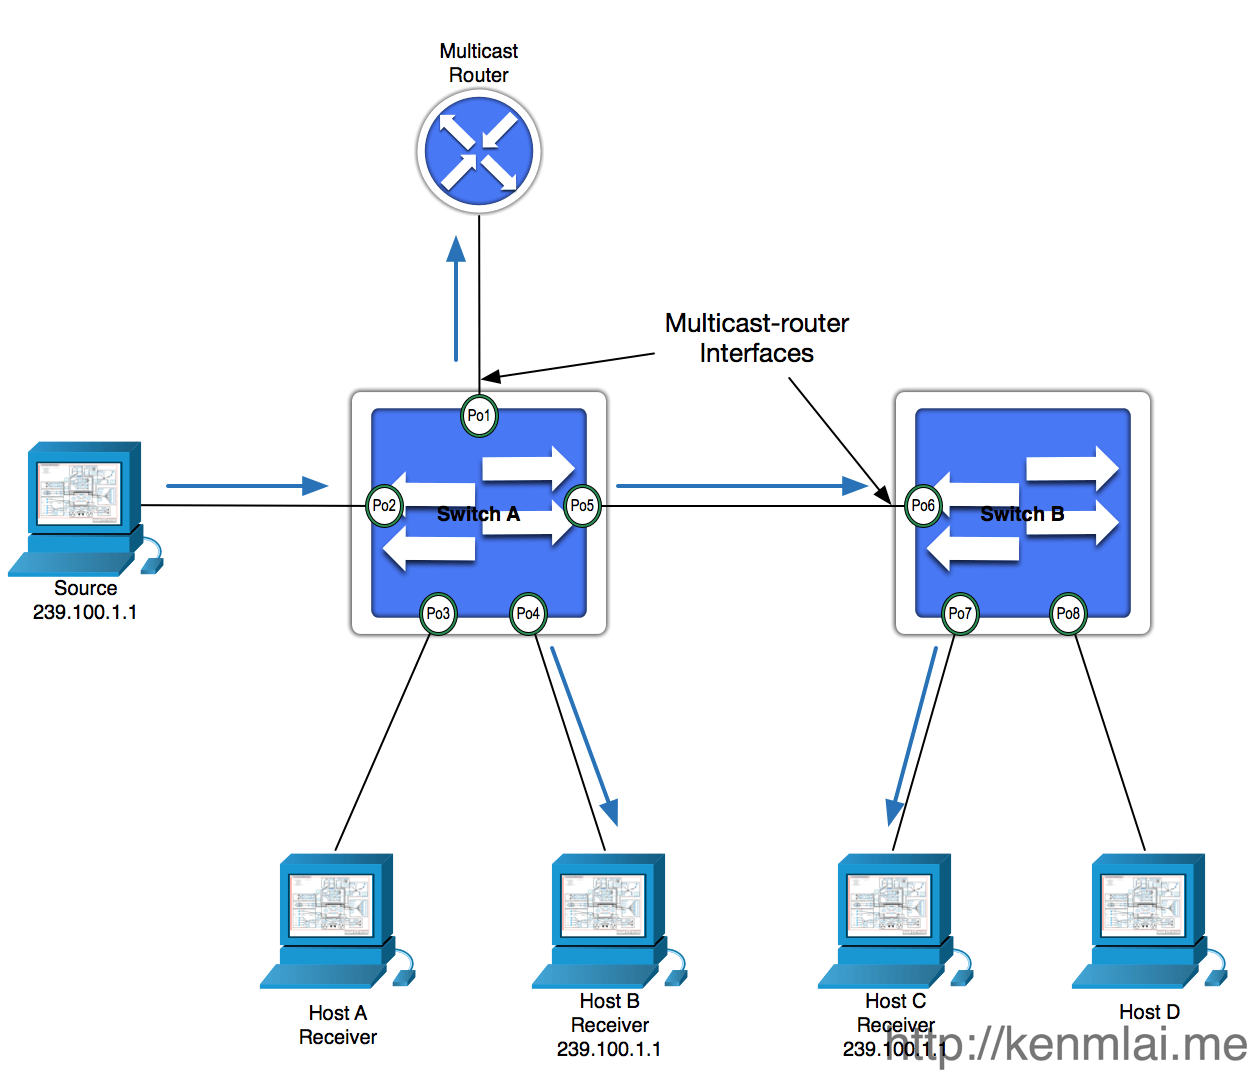 Multicast
Router
Multicast-router
Interfaces
Po1
Po2
Switch A
Po5
Po6
Switch B
Source
239.100.1.1
Po3
Po4
Po7
Po8
Host A
Receiver
Host B
Receiver
239.100.1.1
Host C
Receiver
239.100.1.1
Host D
http://kenmlai.me